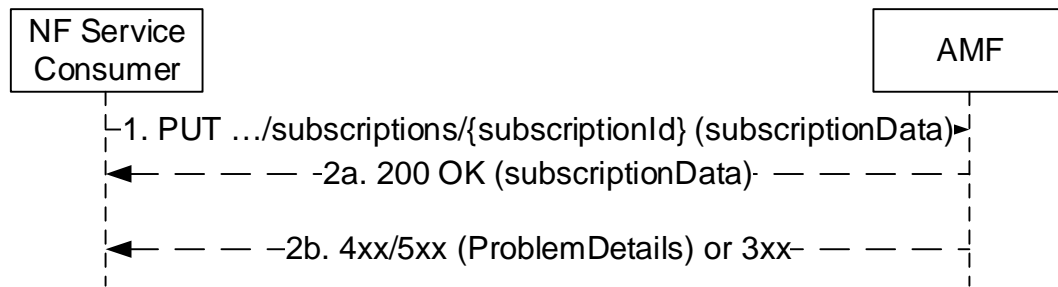 NF Service
Consumer
AMF
1. PUT …/subscriptions/{subscriptionId} (subscriptionData)
2a. 200 OK (subscriptionData)
2b. 4xx/5xx (ProblemDetails) or 3xx